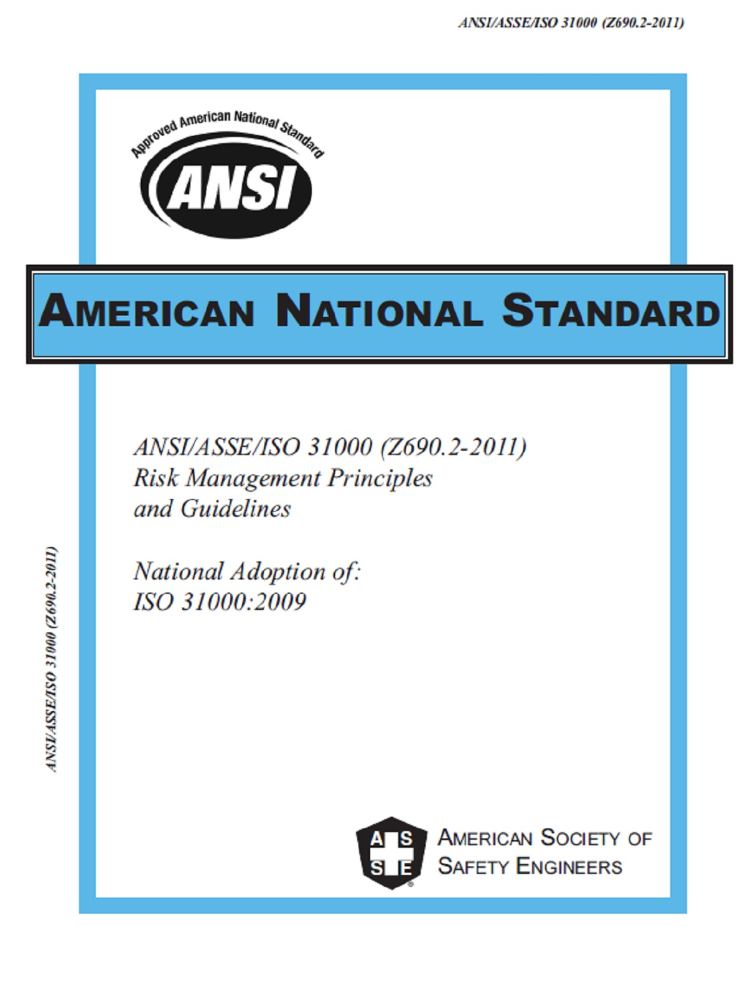 ANSI/ASSE/ISO 31000 (Z690.2-2011)
Approved American National Standard
ANSI
AMERICAN NATIONAL STANDARD
ANSI/ASSE/ISO 31000 (Z690.2-2011)
Risk Management Principles
and Guidelines
National Adoption of:
ISO 31000:2009
ANSI/ASSE/ISO 31000 (Z690.2-2011)
A S
S E
®
AMERICAN SOCIETY OF
SAFETY ENGINEERS